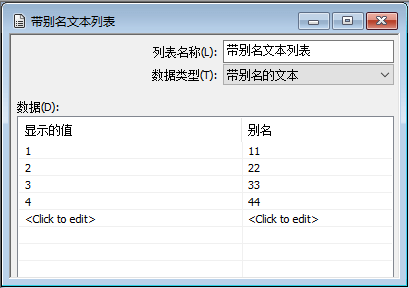 带别名文本列表
列表名称(L): 带别名文本列表
数据类型(T): 带别名的文本
数据(D):
显示的值 别名
1 11
2 22
3 33
4 44
<Click to edit> <Click to edit>